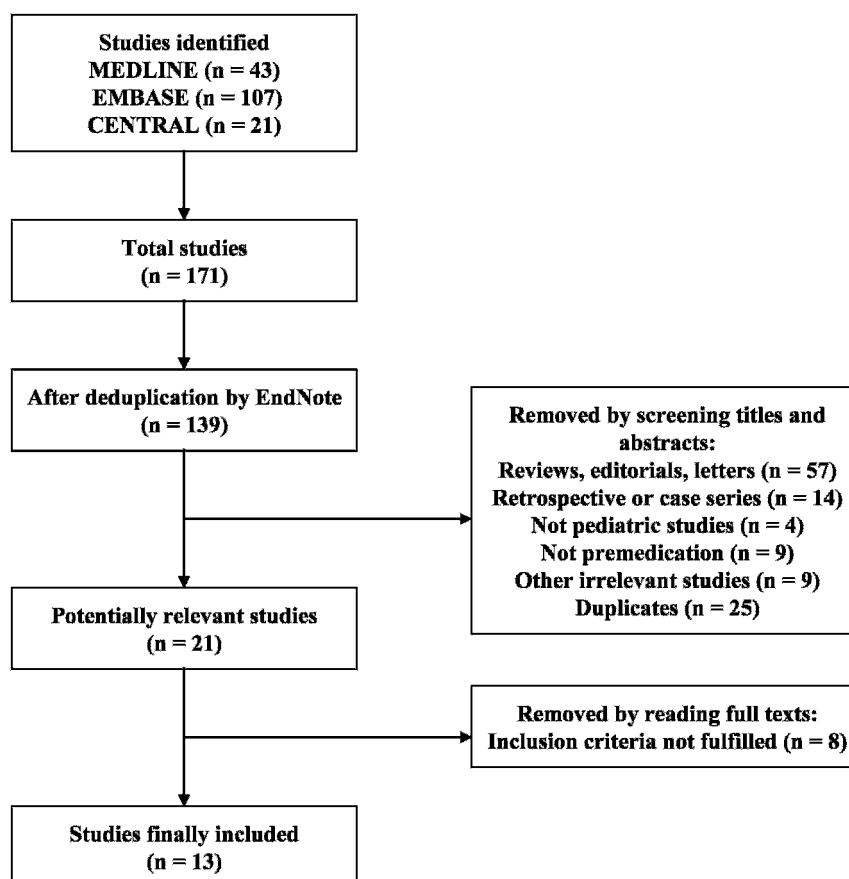 Studies identified
MEDLINE (n = 43)
EMBASE (n = 107)
CENTRAL (n = 21)
Total studies
(n = 171)
After deduplication by EndNote
(n = 139)
Removed by screening titles and
abstracts:
Reviews, editorials, letters (n = 57)
Retrospective or case series (n = 14)
Not pediatric studies (n = 4)
Not premedication (n = 9)
Other irrelevant studies (n = 9)
Duplicates (n = 25)
Potentially relevant studies
(n = 21)
Removed by reading full texts:
Inclusion criteria not fulfilled (n = 8)
Studies finally included
(n = 13)